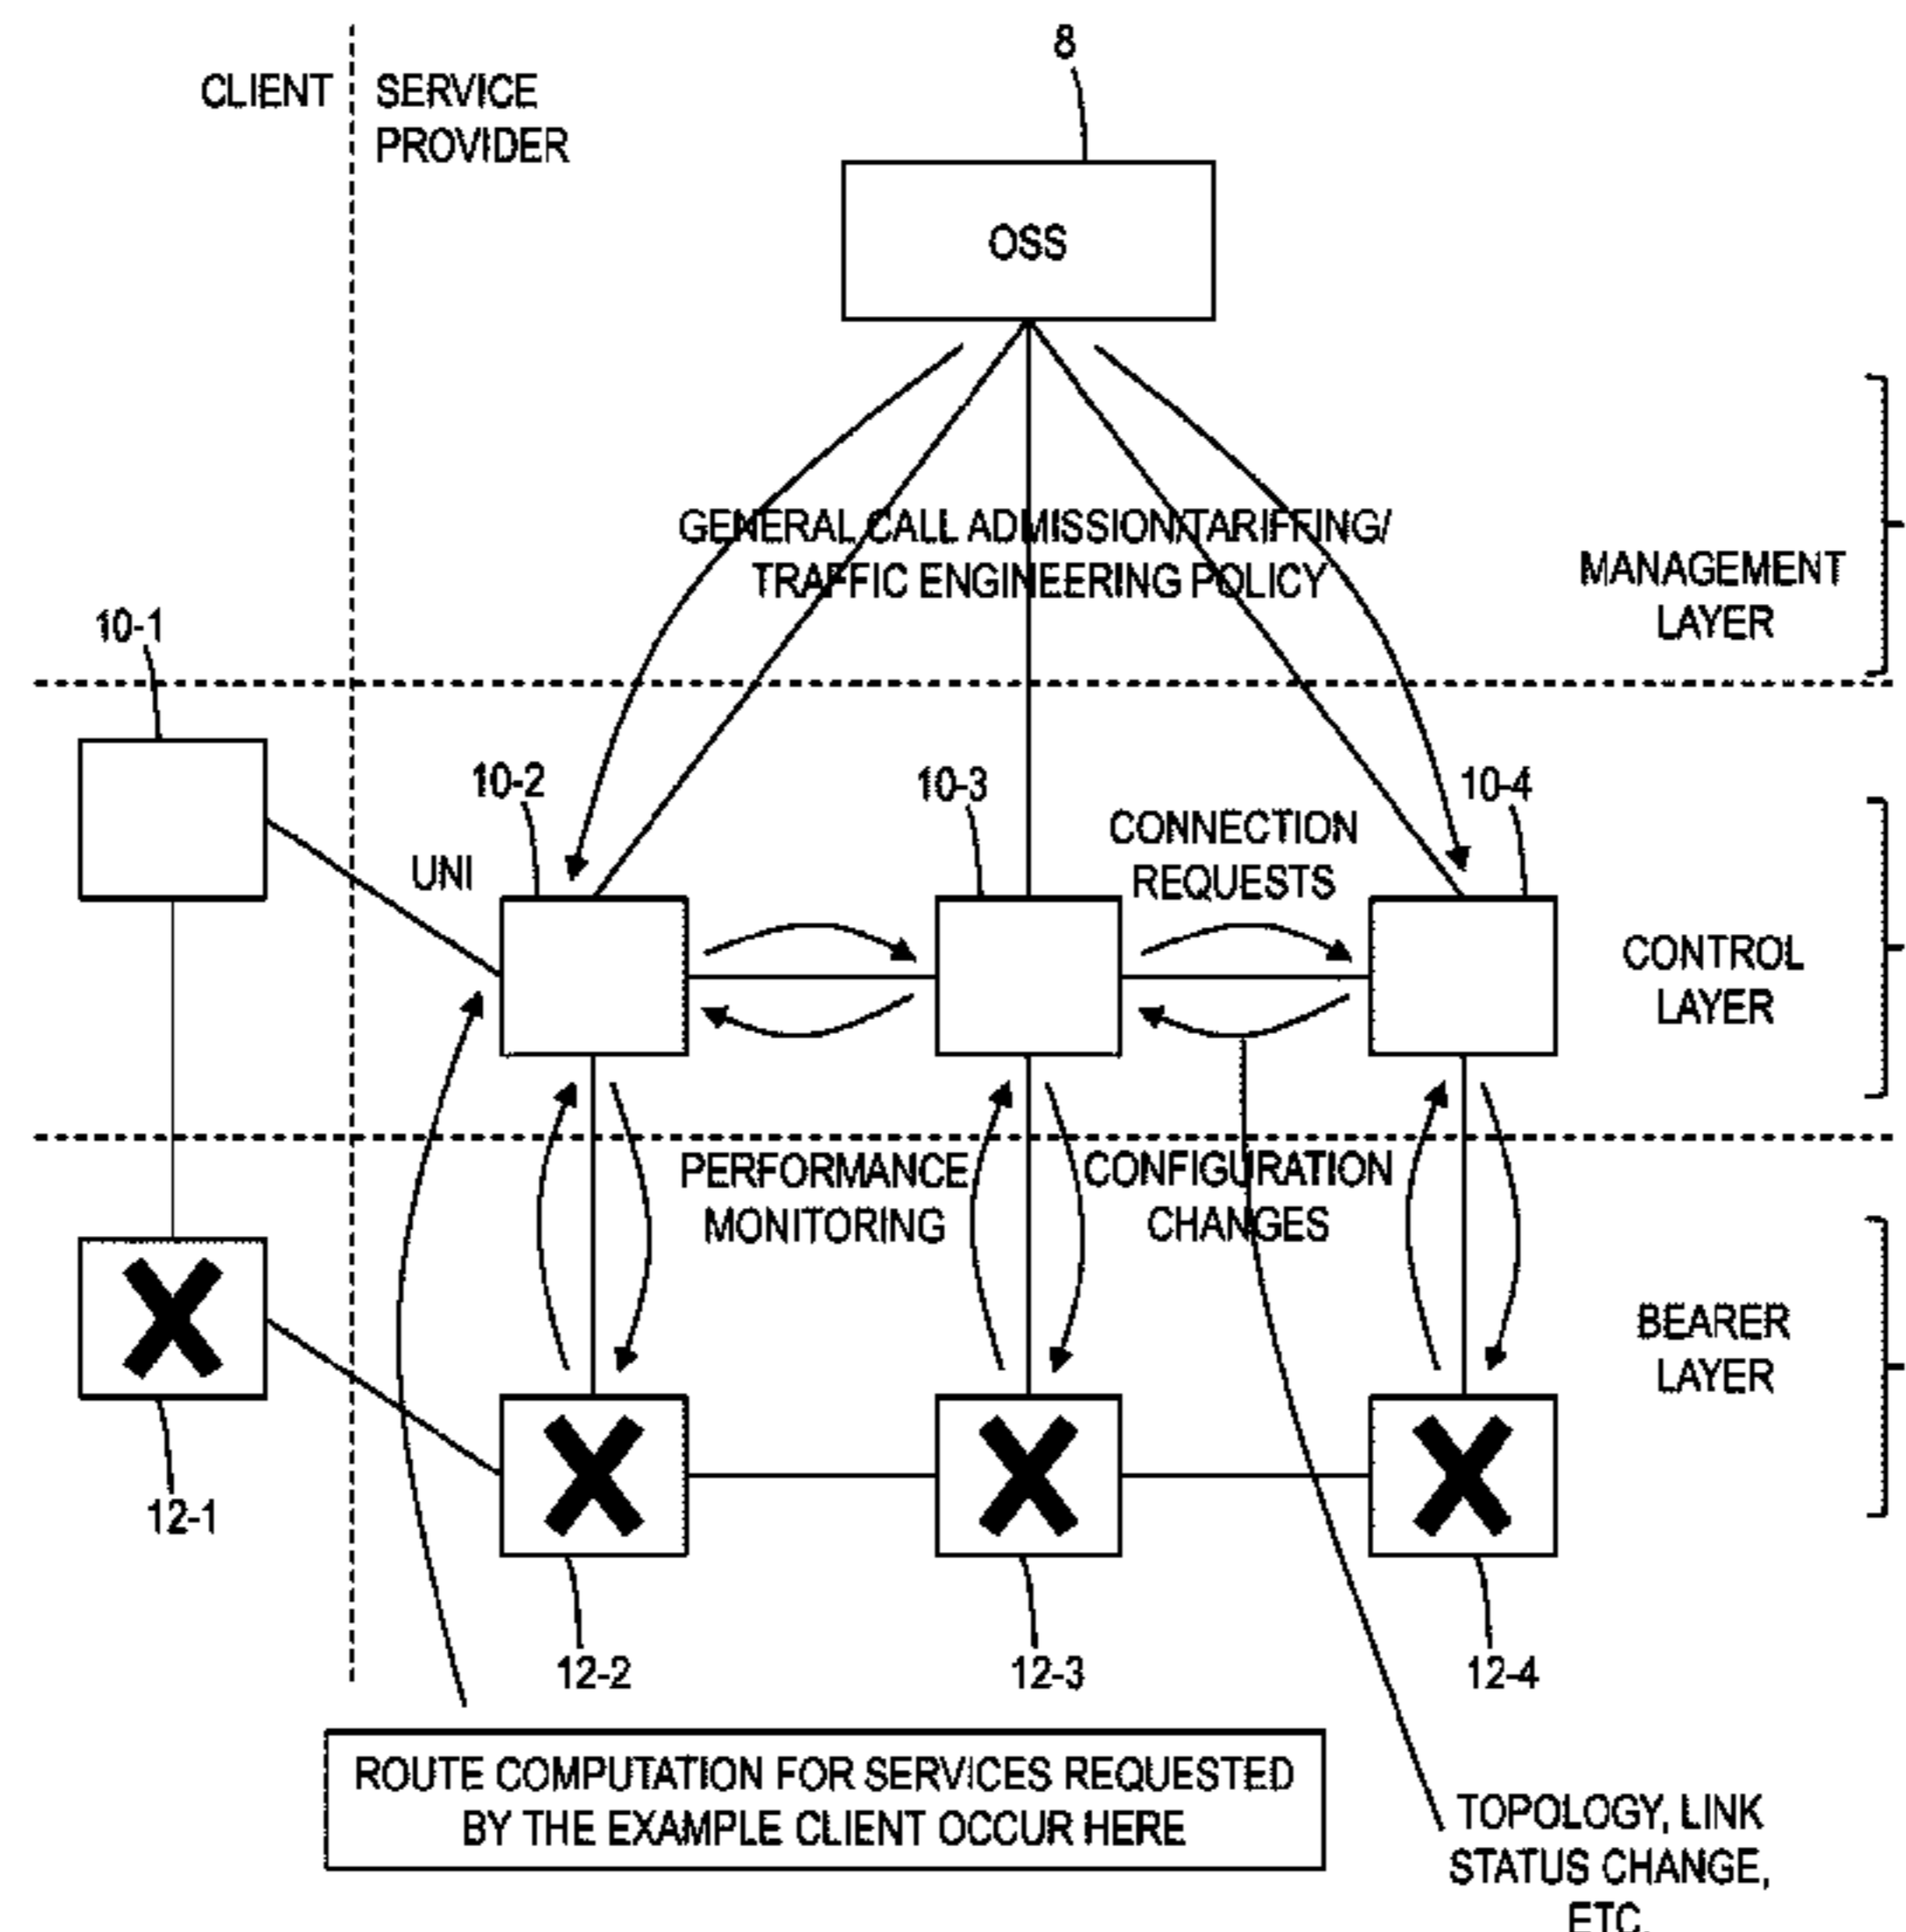 8
CLIENT
SERVICE
PROVIDER
OSS
GENERAL CALL ADMISSION/TARIFFING/
TRAFFIC ENGINEERING POLICY
MANAGEMENT
LAYER
10-1
10-2
10-3
10-4
CONNECTION
REQUESTS
UNI
CONTROL
LAYER
PERFORMANCE
MONITORING
CONFIGURATION
CHANGES
BEARER
LAYER
12-1
12-2
12-3
12-4
ROUTE COMPUTATION FOR SERVICES REQUESTED
BY THE EXAMPLE CLIENT OCCUR HERE
TOPOLOGY, LINK
STATUS CHANGE,
ETC.